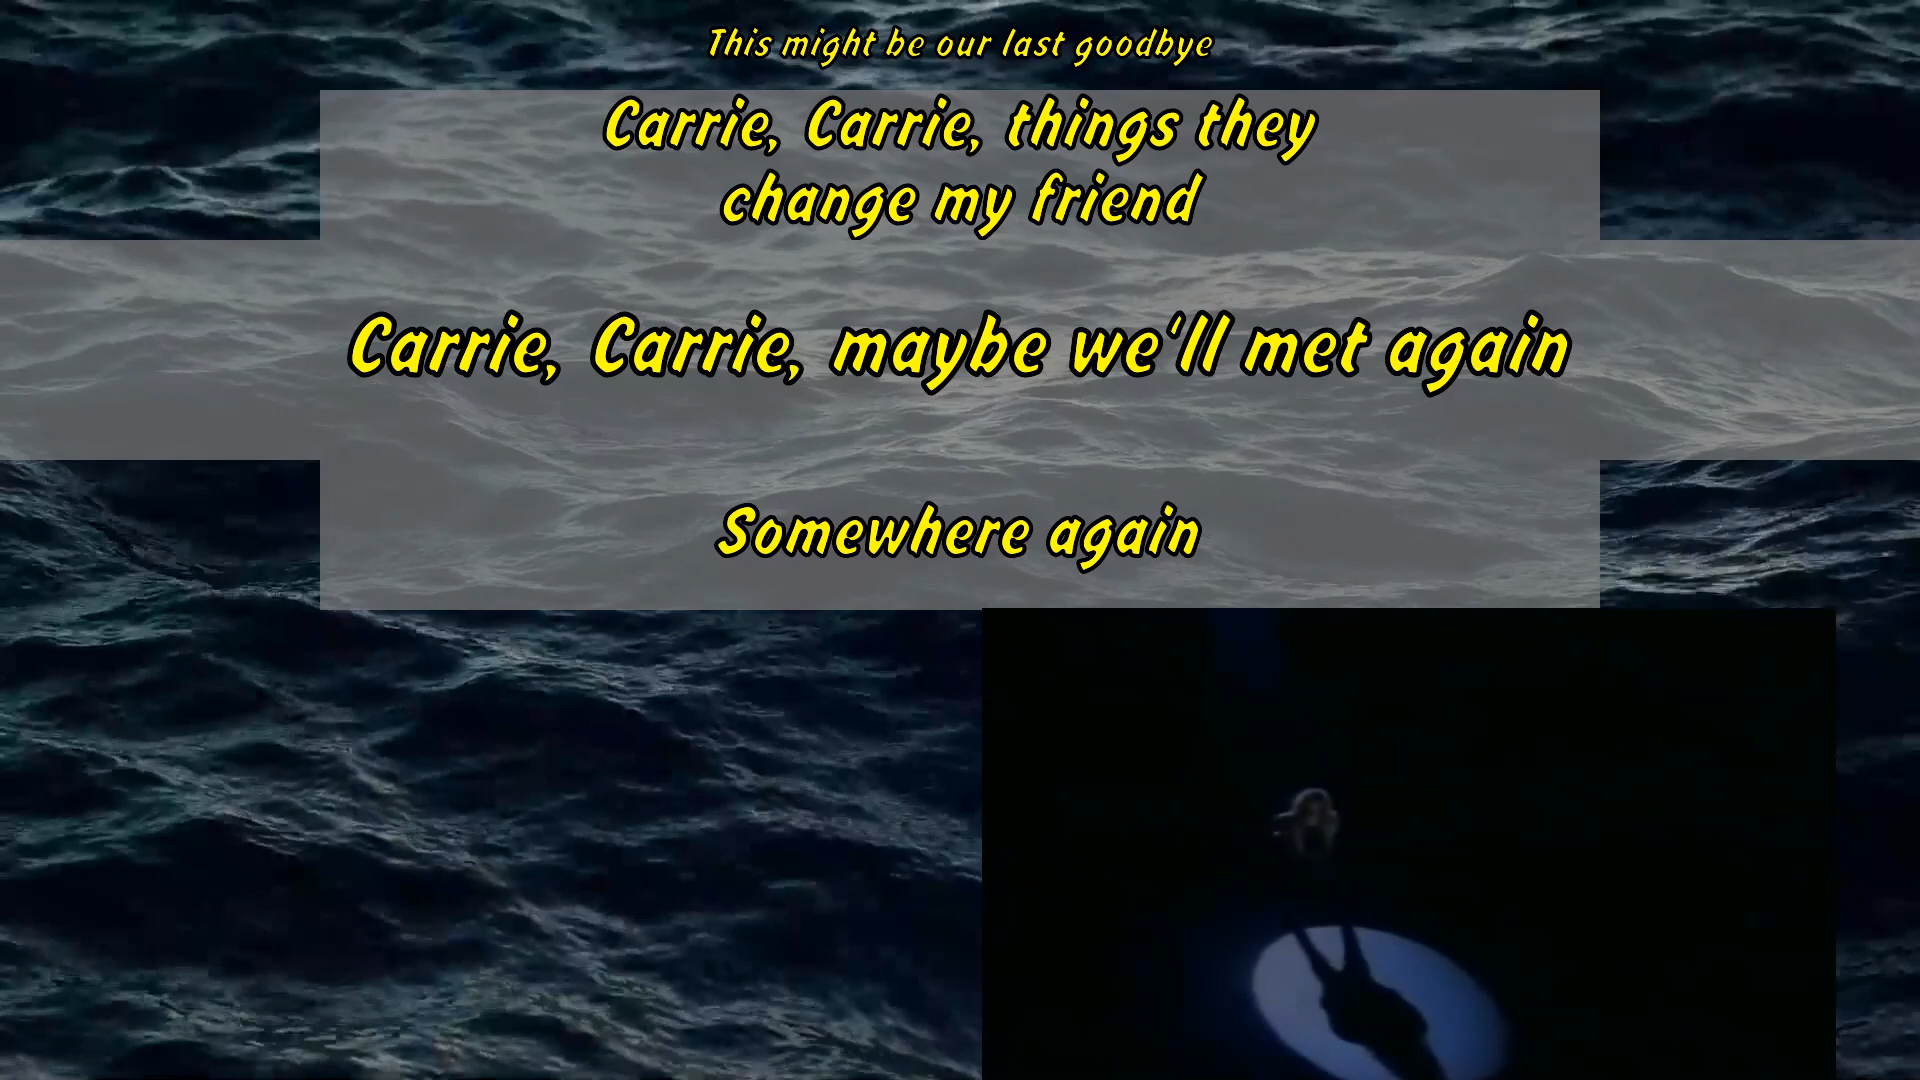 This might be our last goodbye
Carrie, Carrie, things they
change my friend
Carrie, Carrie, maybe we'll met again
Somewhere again